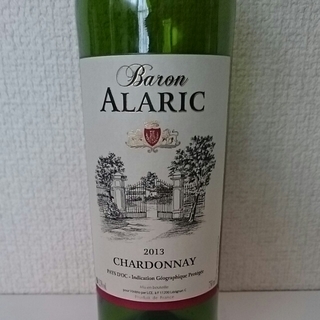 Baron
ALARIC
2013
CHARDONNAY
PAYS D'OC - Indication Géographique Protégée